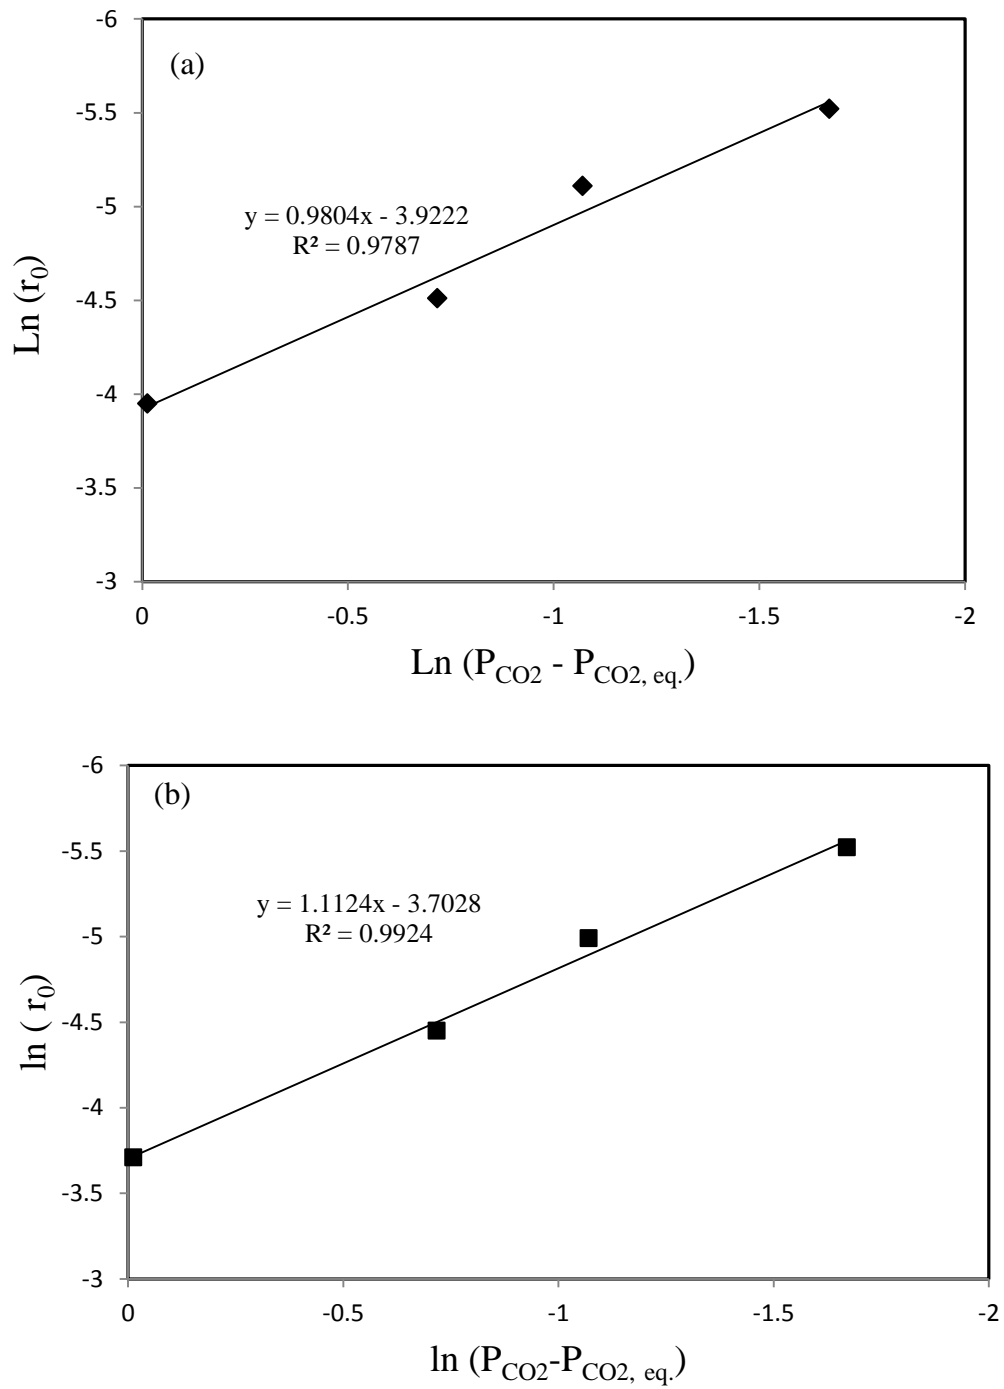 (a)
-6
-5.5
-5
-4.5
-4
-3.5
-3
Ln (r0)
y = 0.9804x - 3.9222
R² = 0.9787
0 -0.5 -1 -1.5 -2
Ln (PCO2 - PCO2, eq.)
(b)
-6
-5.5
-5
-4.5
-4
-3.5
-3
ln ( r0)
y = 1.1124x - 3.7028
R² = 0.9924
0 -0.5 -1 -1.5 -2
ln (PCO2-PCO2, eq.)